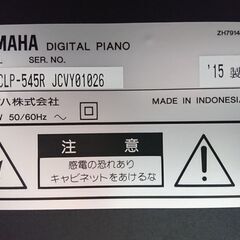 YAMAHA DIGITAL PIANO
ZH7914
SER. NO.
CLP-545R JCVY01026
'15 製
ハ株式会社
W 50/60Hz
MADE IN INDONESIA
注意
感電の恐れあり
キャビネットをあけるな